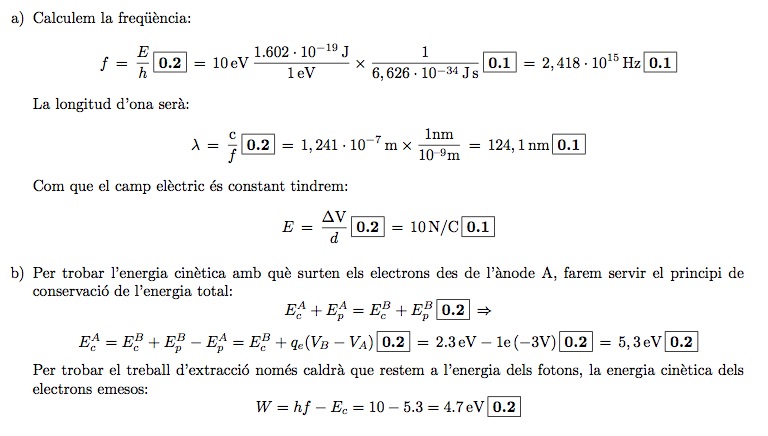 a) Calculem la freqüència:
f = E/h [0.2] = 10 eV (1.602 · 10⁻¹⁹ J)/(1 eV) × 1/(6,626 · 10⁻³⁴ J s) [0.1] = 2,418 · 10¹⁵ Hz [0.1]
La longitud d'ona serà:
λ = c/f [0.2] = 1,241 · 10⁻⁷ m × 1nm/10⁻⁹m = 124,1 nm [0.1]
Com que el camp elèctric és constant tindrem:
E = ΔV/d [0.2] = 10 N/C [0.1]
b) Per trobar l'energia cinètica amb què surten els electrons des de l'ànode A, farem servir el principi de
conservació de l'energia total:
E_c^A + E_p^A = E_c^B + E_p^B [0.2] ⇒
E_c^A = E_c^B + E_p^B − E_p^A = E_c^B + q_e(V_B − V_A) [0.2] = 2.3 eV − 1e (−3V) [0.2] = 5,3 eV [0.2]
Per trobar el treball d'extracció només caldrà que restem a l'energia dels fotons, la energia cinètica dels
electrons emesos:
W = hf − E_c = 10 − 5.3 = 4.7 eV [0.2]